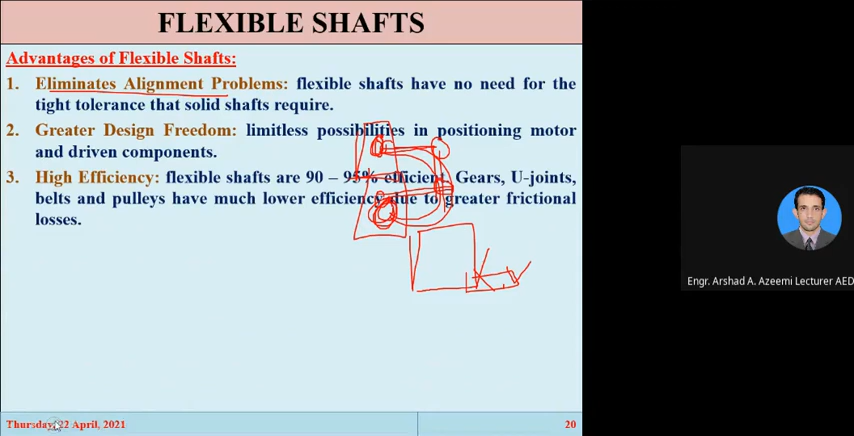 FLEXIBLE SHAFTS
Advantages of Flexible Shafts:
1. Eliminates Alignment Problems: flexible shafts have no need for the
tight tolerance that solid shafts require.
2. Greater Design Freedom: limitless possibilities in positioning motor
and driven components.
3. High Efficiency: flexible shafts are 90 – 95% efficient. Gears, U-joints,
belts and pulleys have much lower efficiency due to greater frictional
losses.
Thursday, 22 April, 2021
20
Engr. Arshad A. Azeemi Lecturer AED